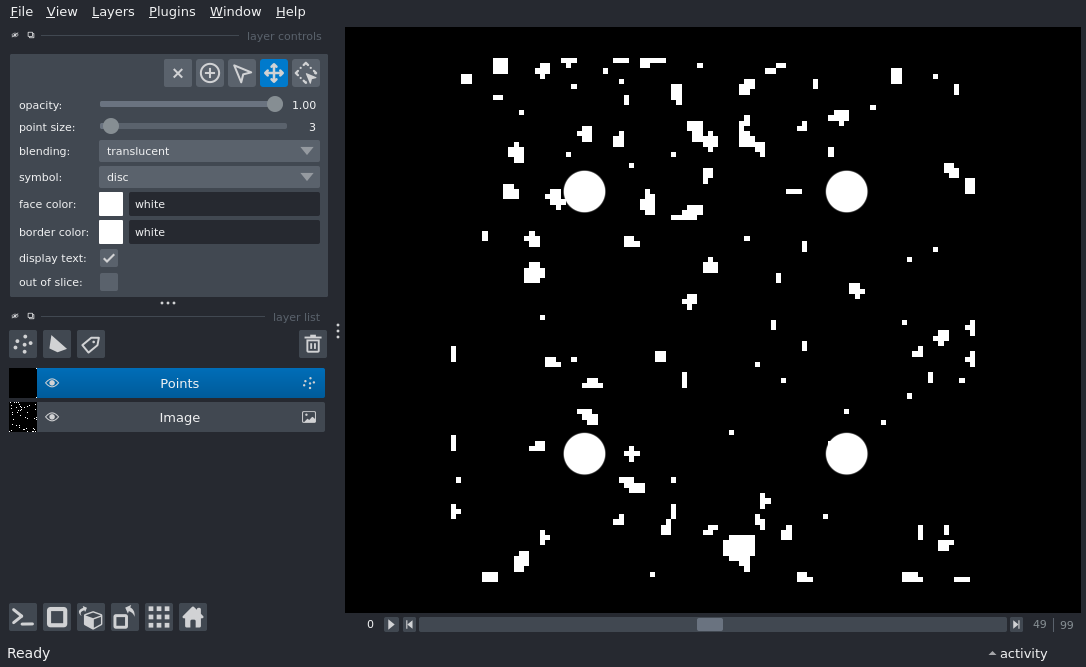 File View Layers Plugins Window Help
layer controls
opacity: 1.00
point size: 3
blending: translucent
symbol: disc
face color: white
border color: white
display text:
out of slice:
layer list
Points
Image
0 49 99
Ready activity